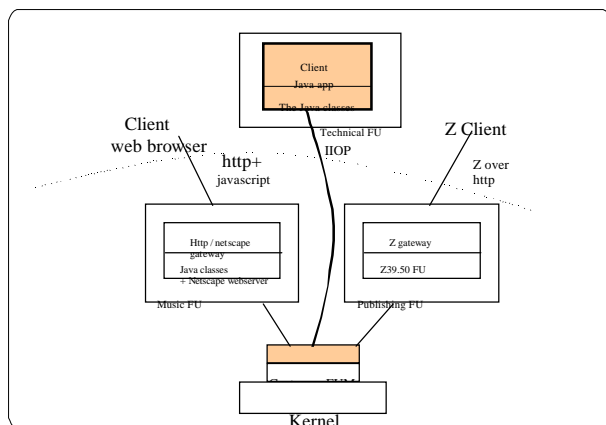 Client
Java app
The Java classes
Technical FU
IIOP
Client
web browser
http+
javascript
Z Client
Z over
http
Http / netscape
gateway
Java classes
+ Netscape webserver
Music FU
Z gateway
Z39.50 FU
Publishing FU
Kernel